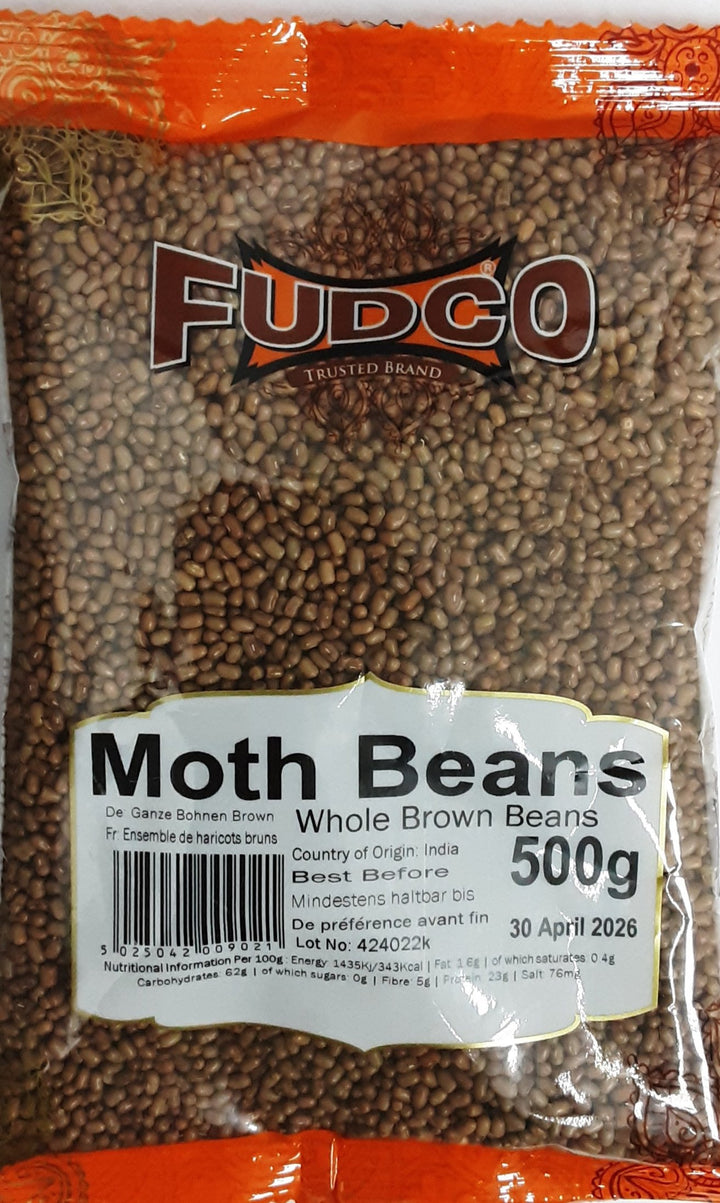 FUDCO®
TRUSTED BRAND
Moth Beans
De Ganze Bohnen Brown
Whole Brown Beans
Fr: Ensemble de haricots bruns
Country of Origin: India
500g
Best Before
Mindestens haltbar bis
De préférence avant fin
30 April 2026
Lot No: 424022k
5 025042 009021
Nutritional Information Per 100g: Energy 1435Kj/343Kcal | Fat 1.6g | of which saturates 0.4g
Carbohydrates: 62g | of which sugars: 0g | Fibre: 5g | Protein: 23g | Salt: 76mg